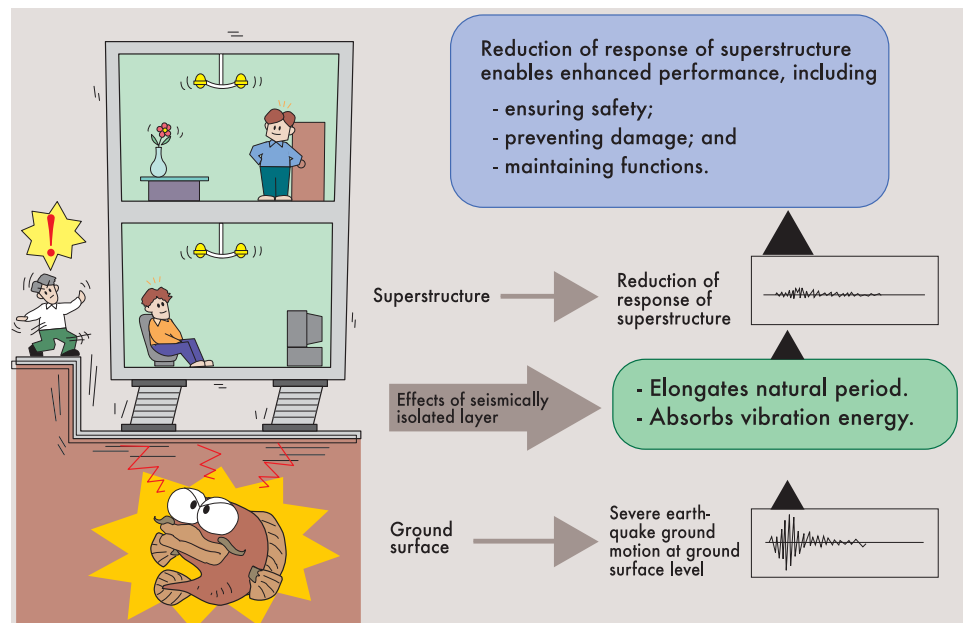 Reduction of response of superstructure
enables enhanced performance, including
- ensuring safety;
- preventing damage; and
- maintaining functions.
!
Superstructure
Reduction of
response of
superstructure
Effects of seismically
isolated layer
- Elongates natural period.
- Absorbs vibration energy.
Ground
surface
Severe earth-
quake ground
motion at ground
surface level